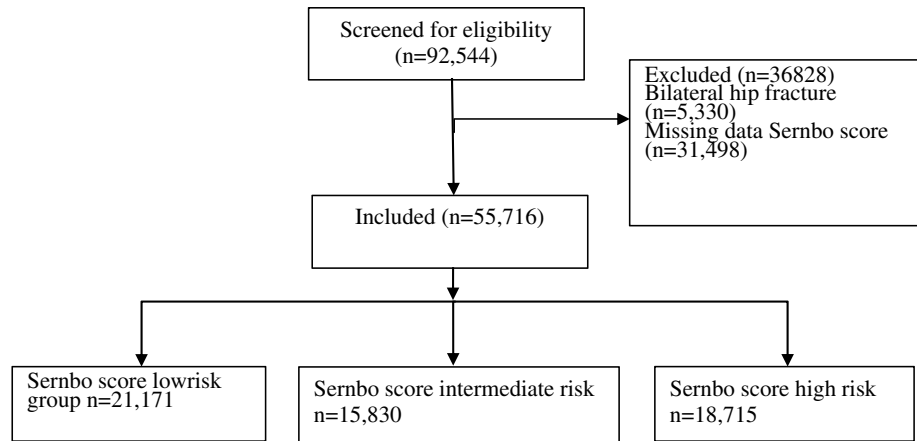 Screened for eligibility
(n=92,544)
Excluded (n=36828)
Bilateral hip fracture
(n=5,330)
Missing data Sernbo score
(n=31,498)
Included (n=55,716)
Sernbo score lowrisk
group n=21,171
Sernbo score intermediate risk
n=15,830
Sernbo score high risk
n=18,715